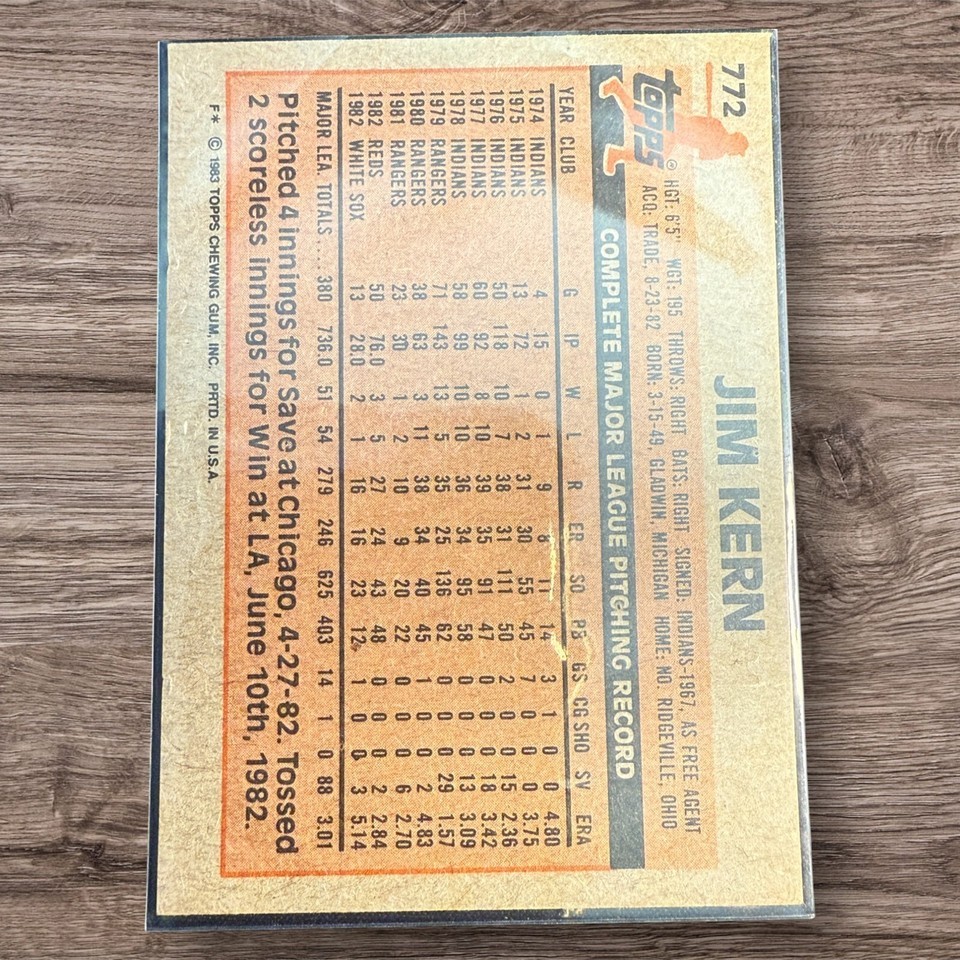 772
JIM KERN
topps®
HGT: 6'5" WGT: 195 THROWS: RIGHT BATS: RIGHT SIGNED: INDIANS-1967, AS FREE AGENT
ACQ: TRADE, 8-23-82 BORN: 3-15-49, GLADWIN, MICHIGAN HOME: NO. RIDGEVILLE, OHIO
COMPLETE MAJOR LEAGUE PITCHING RECORD
YEAR CLUB G IP W L R ER SO BB GS CG SHO SV ERA
1974 INDIANS 4 15 0 1 9 8 11 14 3 1 0 0 4.80
1975 INDIANS 13 72 1 2 31 30 55 45 7 0 0 0 3.75
1976 INDIANS 50 118 10 7 38 31 111 50 2 0 0 15 2.36
1977 INDIANS 60 92 8 10 39 35 91 47 0 0 0 18 3.42
1978 INDIANS 58 99 10 10 36 34 95 58 0 0 0 13 3.09
1979 RANGERS 71 143 13 5 35 25 136 62 0 0 0 29 1.57
1980 RANGERS 38 63 3 11 38 34 40 45 1 0 0 2 4.83
1981 RANGERS 23 30 1 2 10 9 20 22 0 0 0 6 2.70
1982 REDS 50 76.0 3 5 27 24 43 48 0 0 0 2 2.84
1982 WHITE SOX 13 28.0 2 1 16 16 23 12 1 0 0 3 5.14
MAJOR LEA. TOTALS .... 380 736.0 51 54 279 246 625 403 14 1 0 88 3.01
Pitched 4 innings for Save at Chicago, 4-27-82. Tossed
2 scoreless innings for Win at LA, June 10th, 1982.
F* © 1983 TOPPS CHEWING GUM, INC. PRTD. IN U.S.A.